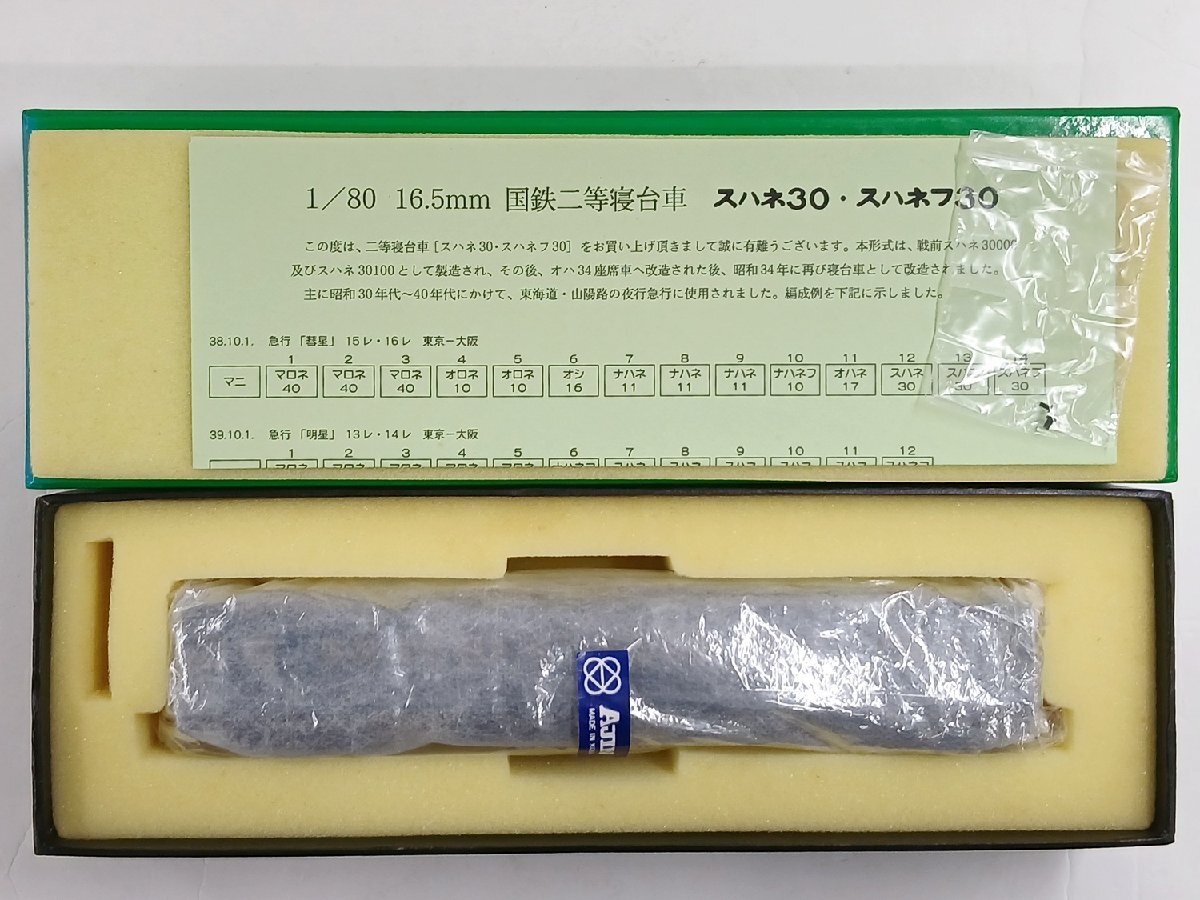 1/80 16.5mm 国鉄二等寝台車 スハネ30・スハネフ30
この度は、二等寝台車[スハネ30・スハネフ30]をお買い上げ頂きまして誠に有難うございます。本形式は、戦前スハネ30000
及びスハネ30100として製造され、その後、オハ34座席車へ改造された後、昭和34年に再び寝台車として改造されました。
主に昭和30年代〜40年代にかけて、東海道・山陽路の夜行急行に使用されました。編成例を下記に示しました。
38.10.1. 急行「彗星」 15レ・16レ 東京ー大阪
1 2 3 4 5 6 7 8 9 10 11 12 13 14
マニ マロネ マロネ マロネ オロネ オロネ オシ ナハネ ナハネ ナハネ ナハネフ オハネ スハネ スハネ スハネフ
40 40 40 10 10 16 11 11 11 10 17 30 30 30
39.10.1. 急行「明星」 13レ・14レ 東京ー大阪
1 2 3 4 5 6 7 8 9 10 11 12
MADE IN